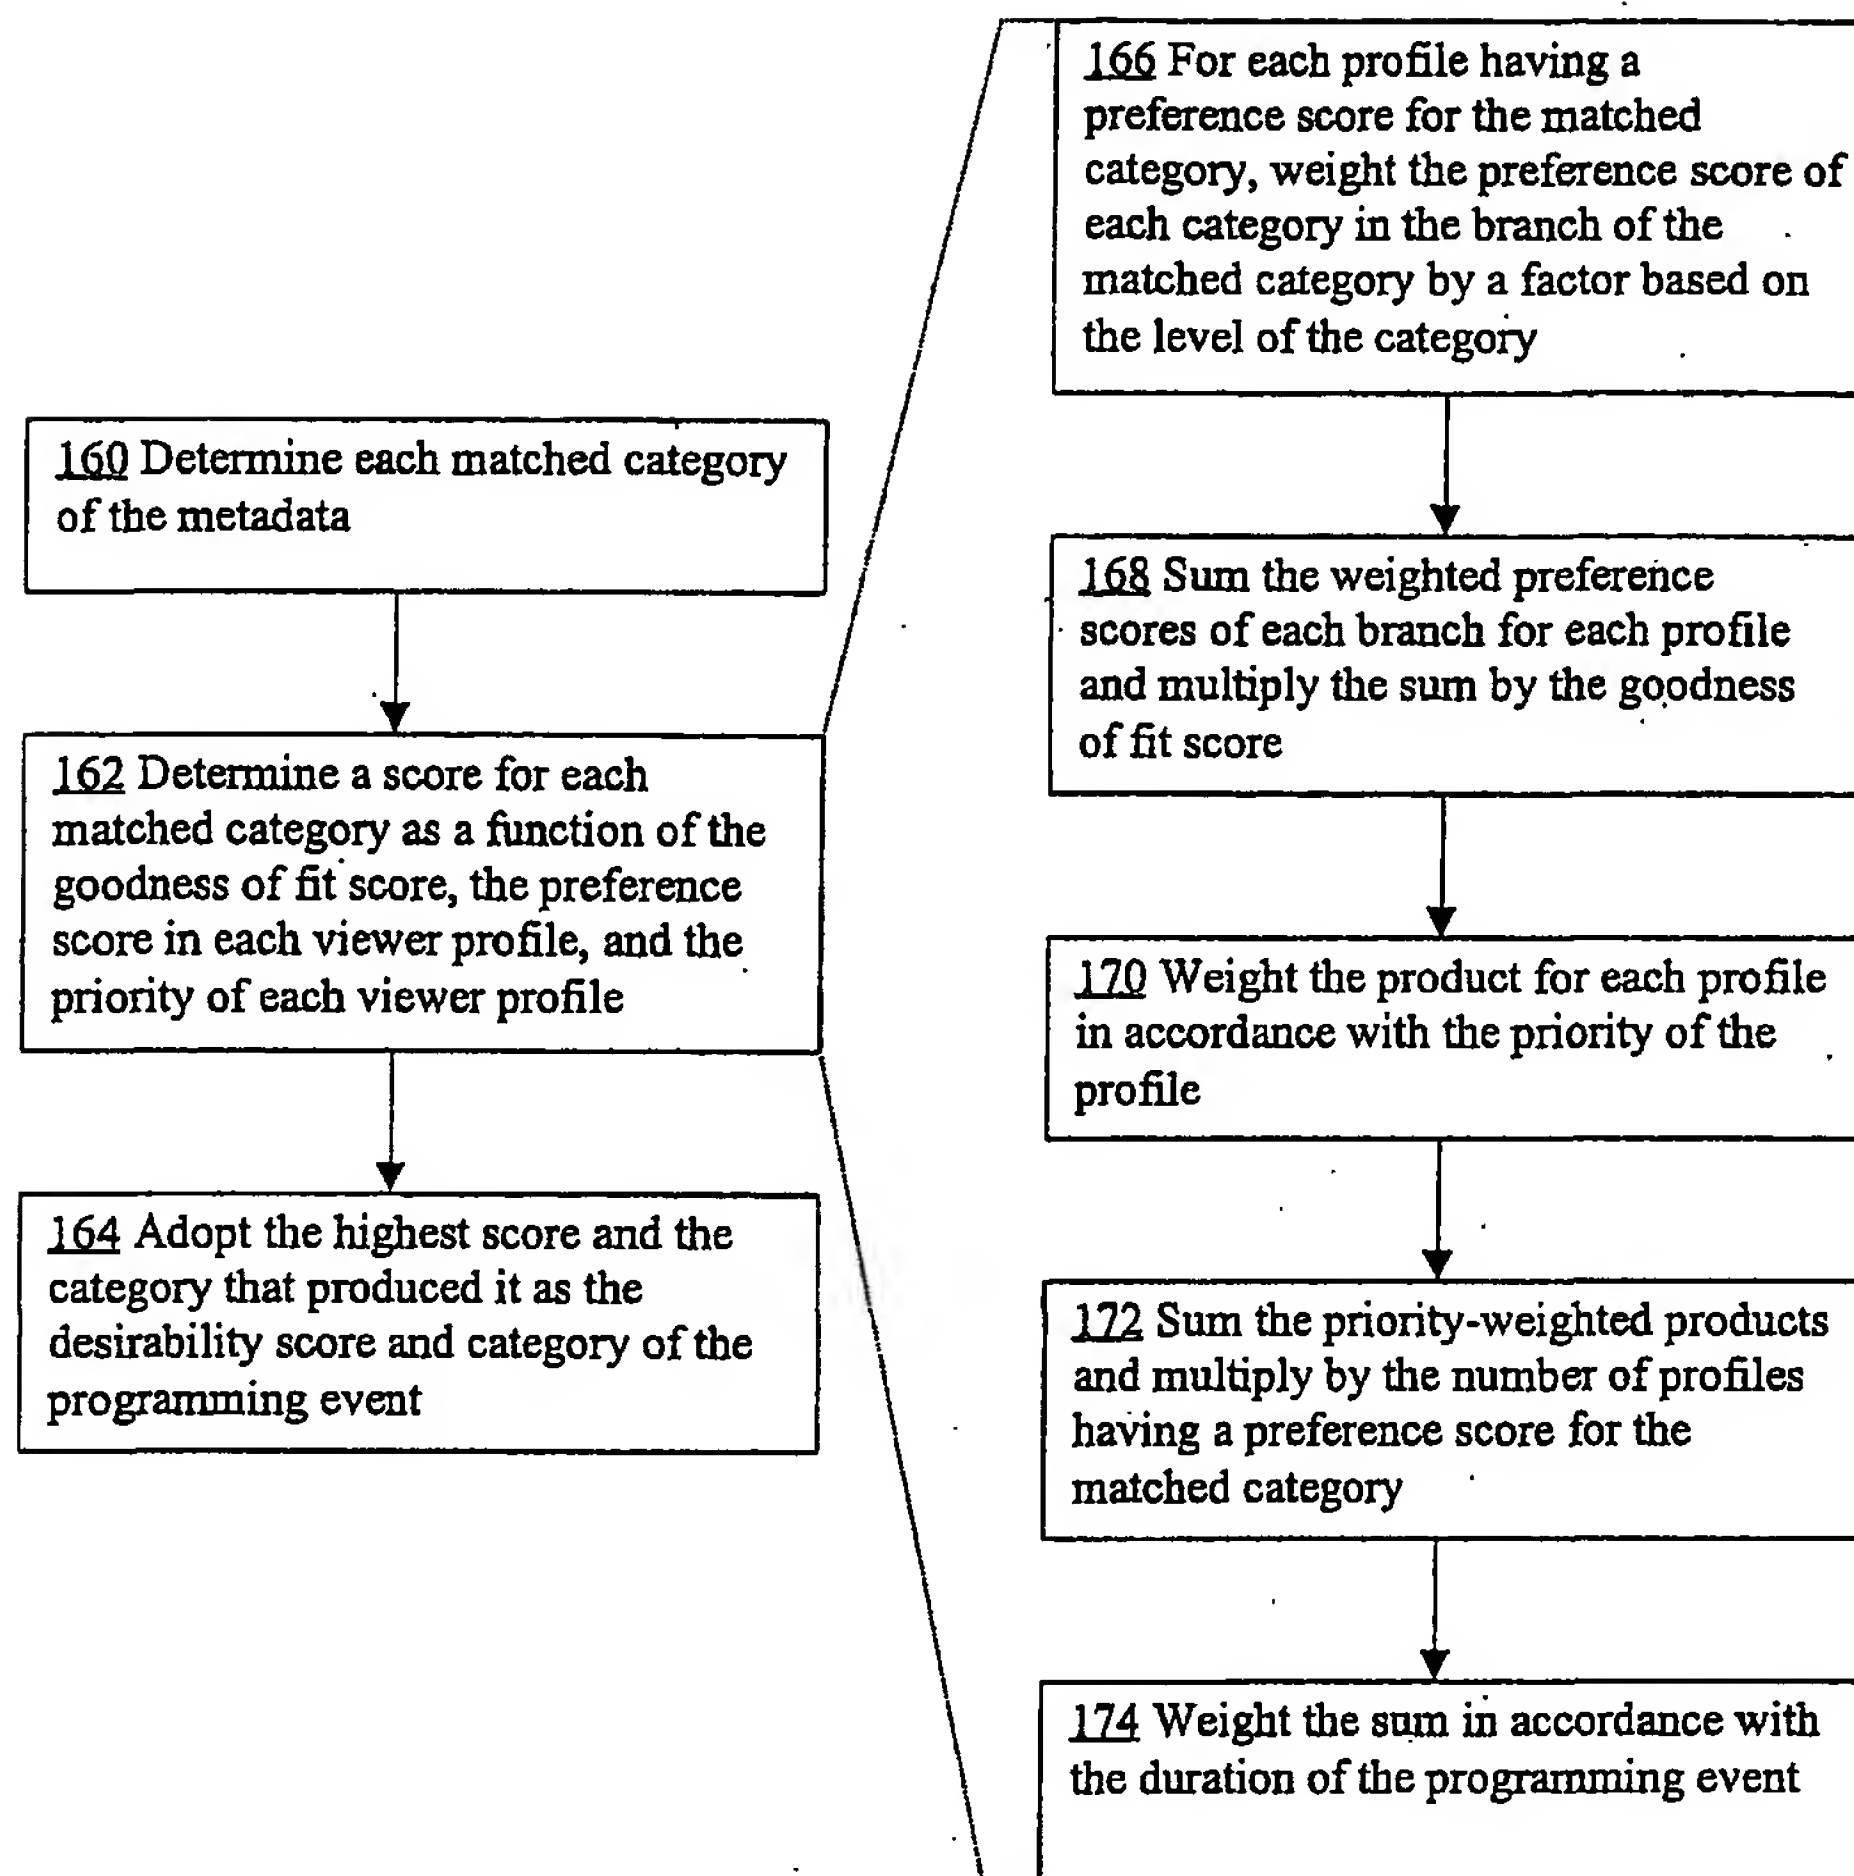 160 Determine each matched category
of the metadata
162 Determine a score for each
matched category as a function of the
goodness of fit score, the preference
score in each viewer profile, and the
priority of each viewer profile
164 Adopt the highest score and the
category that produced it as the
desirability score and category of the
programming event
166 For each profile having a
preference score for the matched
category, weight the preference score of
each category in the branch of the
matched category by a factor based on
the level of the category
168 Sum the weighted preference
scores of each branch for each profile
and multiply the sum by the goodness
of fit score
170 Weight the product for each profile
in accordance with the priority of the
profile
172 Sum the priority-weighted products
and multiply by the number of profiles
having a preference score for the
matched category
174 Weight the sum in accordance with
the duration of the programming event